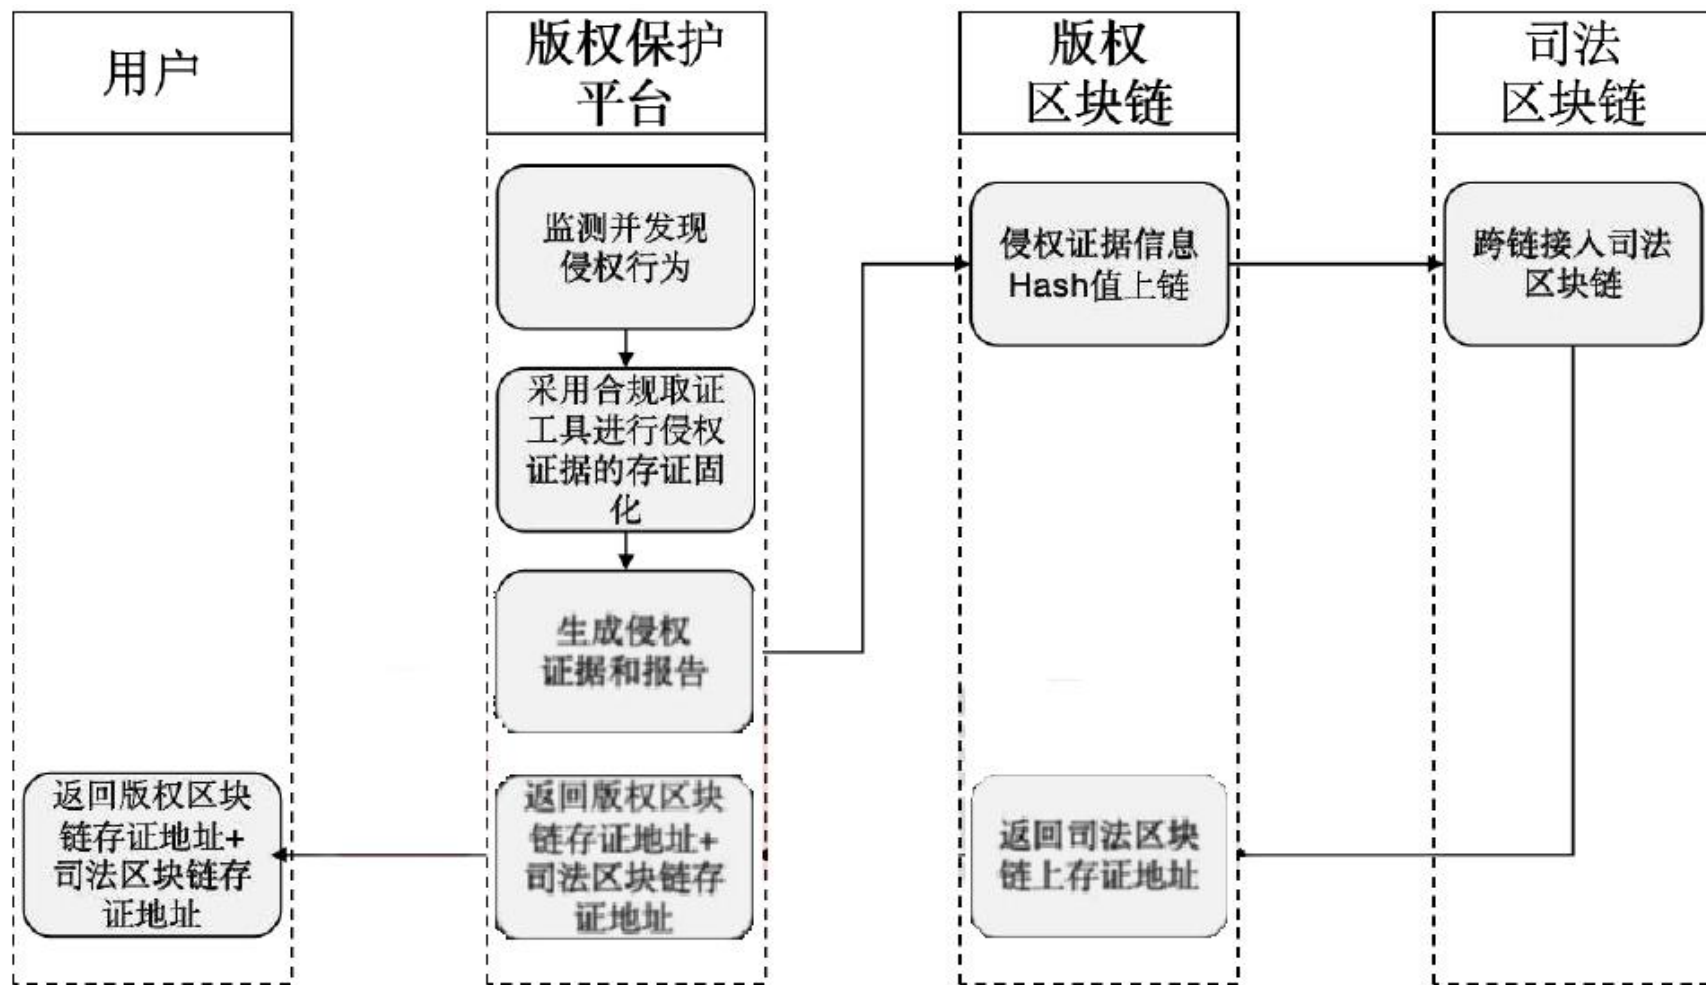 用户
版权保护
平台
版权
区块链
司法
区块链
监测并发现
侵权行为
采用合规取证
工具进行侵权
证据的存证固
化
生成侵权
证据和报告
侵权证据信息
Hash值上链
跨链接人司法
区块链
返回版权区块
链存证地址+
司法区块链存
证地址
返回版权区块
链存证地址+
司法区块链存
证地址
返回司法区块
链上存证地址